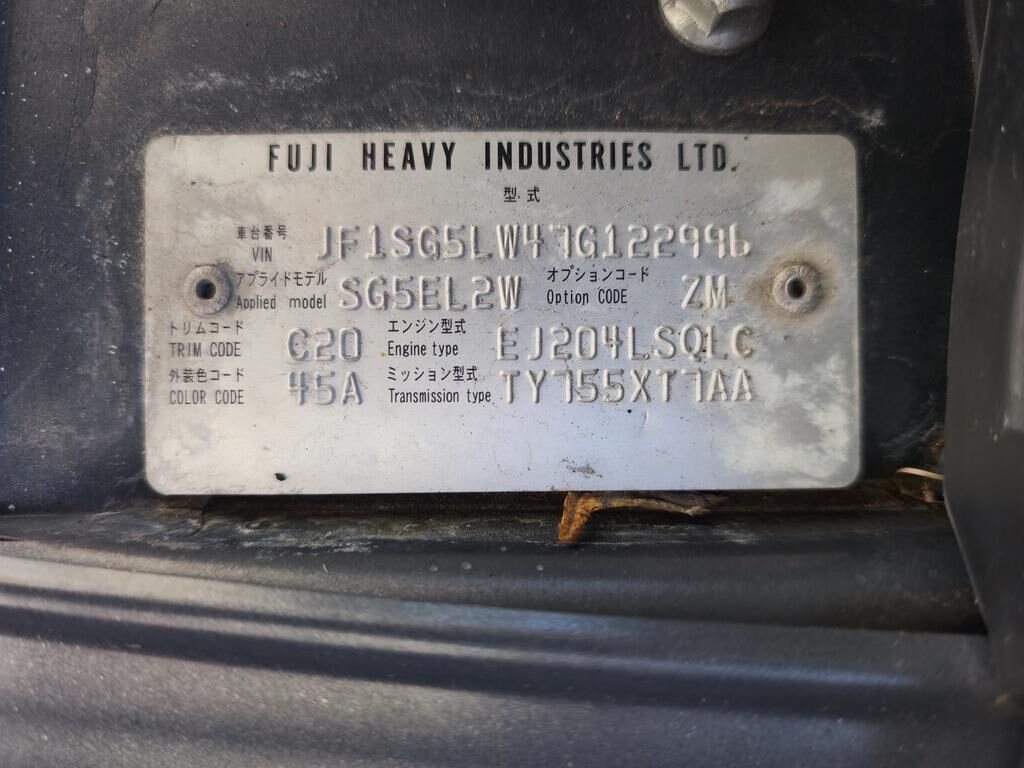 FUJI HEAVY INDUSTRIES LTD.
型式
車台番号
VIN JF1SG5LW47G122996
アプライドモデル オプションコード
Applied model SG5EL2W Option CODE ZM
トリムコード エンジン型式
TRIM CODE C20 Engine type EJ204LSQLC
外装色コード ミッション型式
COLOR CODE 45A Transmission type TY755XT7AA